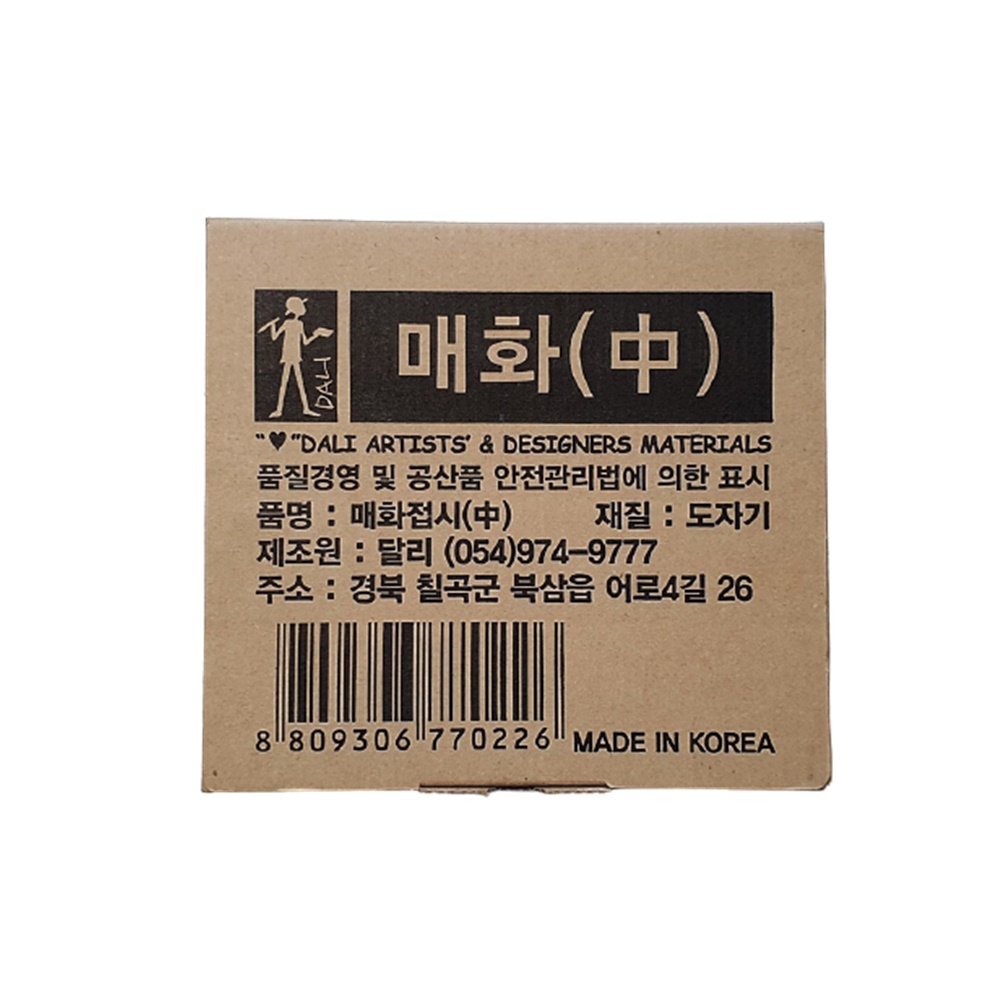 DALI
매화(中)
"♥"DALI ARTISTS' & DESIGNERS MATERIALS
품질경영 및 공산품 안전관리법에 의한 표시
품명 : 매화접시(中) 재질 : 도자기
제조원 : 달리 (054)974-9777
주소 : 경북 칠곡군 북삼읍 어로4길 26
8 809306 770226 MADE IN KOREA